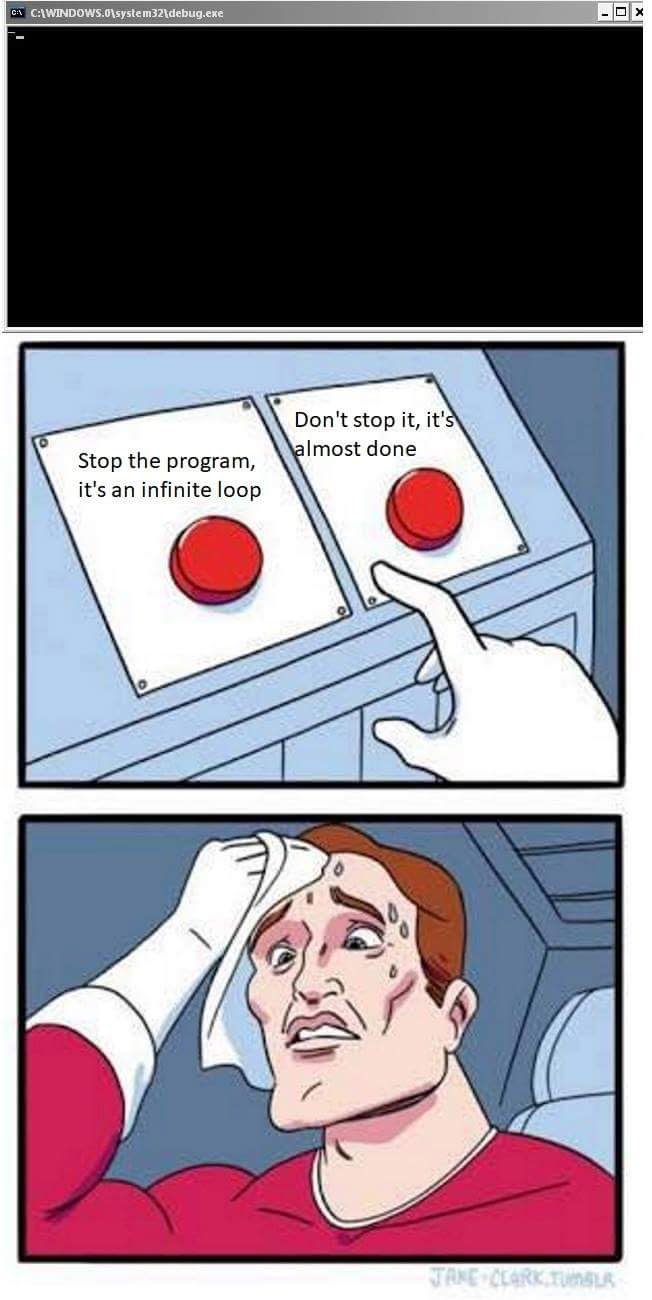 C:\WINDOWS.0\system32\debug.exe
-_
Stop the program,
it's an infinite loop
Don't stop it, it's
almost done
JAKE-CLARK.TUMBLR